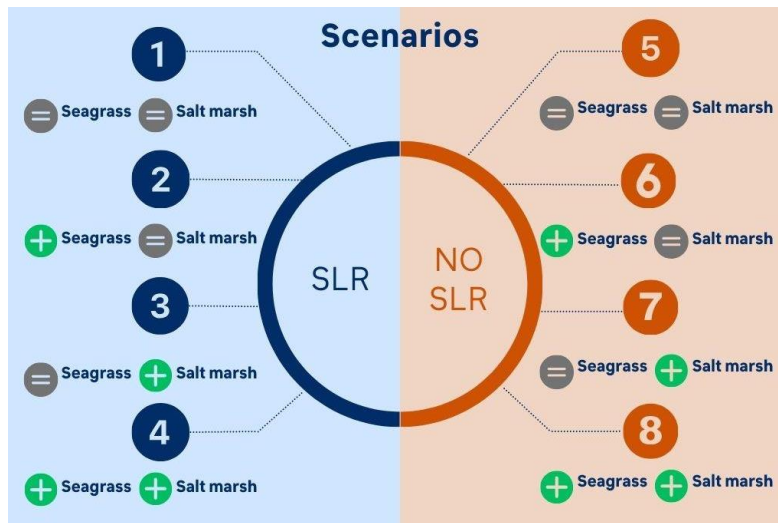 Scenarios
1
= Seagrass = Salt marsh
2
+ Seagrass = Salt marsh
3
= Seagrass + Salt marsh
4
+ Seagrass + Salt marsh
SLR
NO
SLR
5
= Seagrass = Salt marsh
6
+ Seagrass = Salt marsh
7
= Seagrass + Salt marsh
8
+ Seagrass + Salt marsh